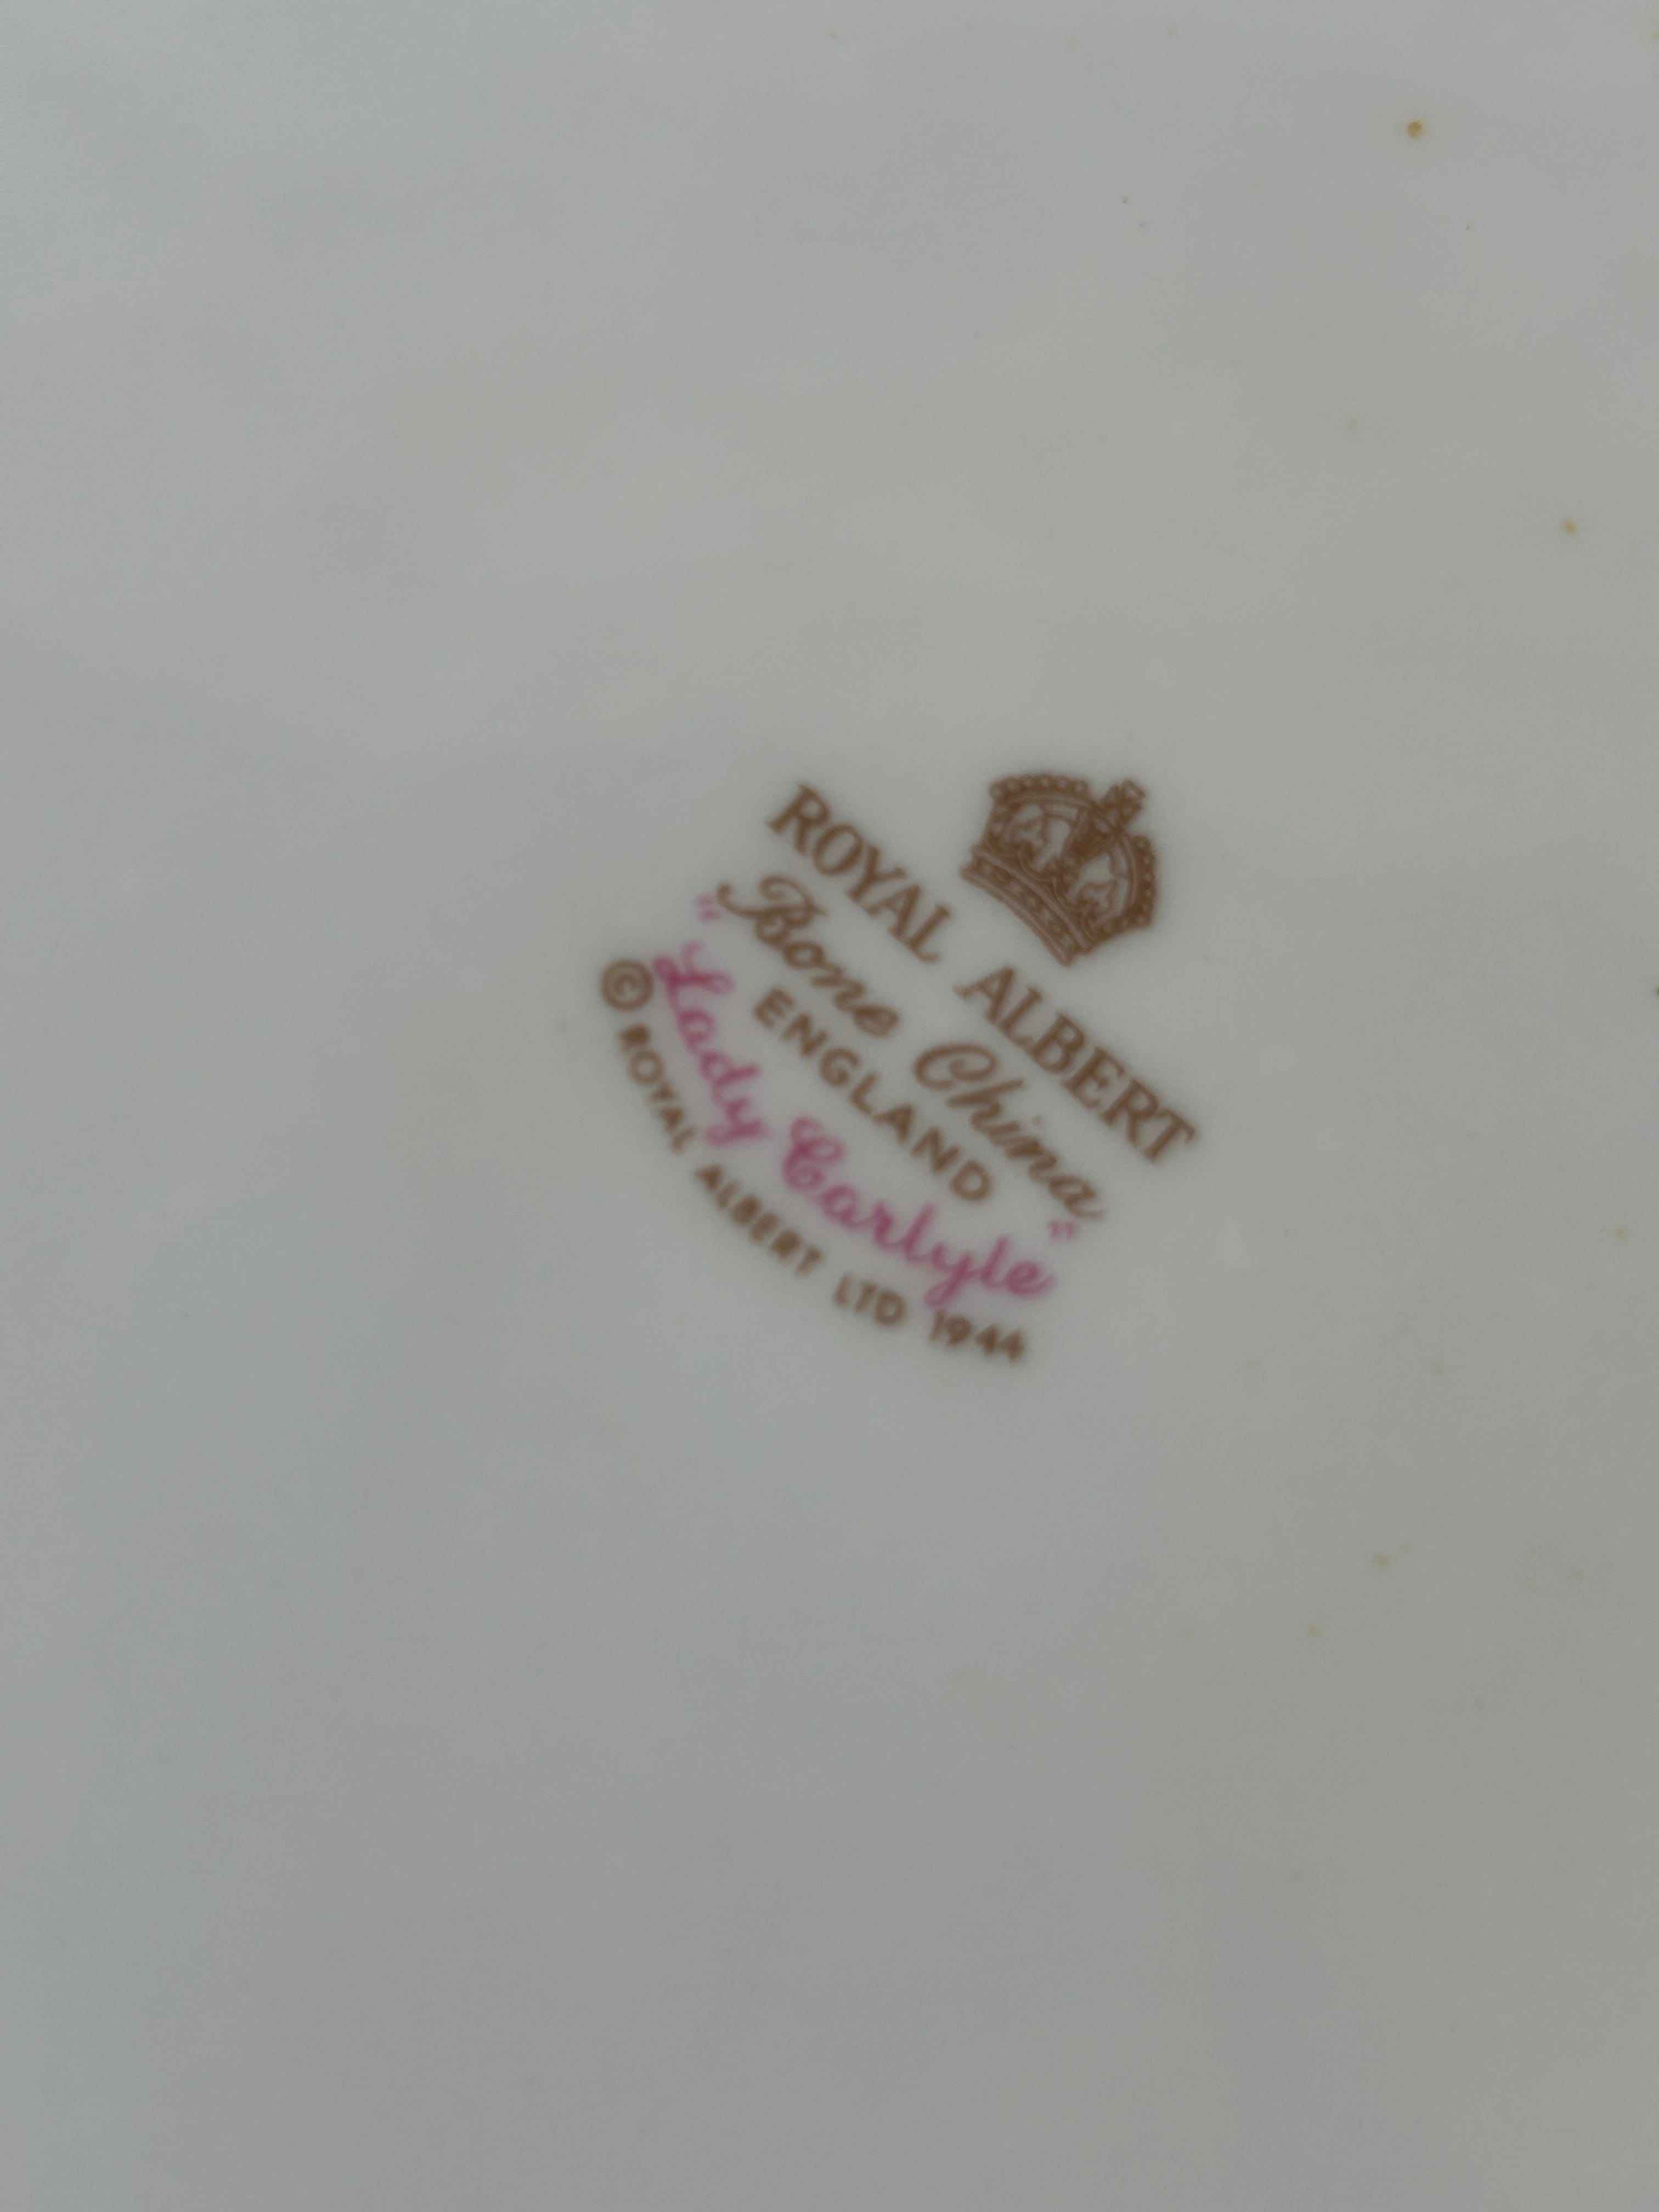 ROYAL ALBERT
Bone China
ENGLAND
"Lady Carlyle"
© ROYAL ALBERT LTD 1944